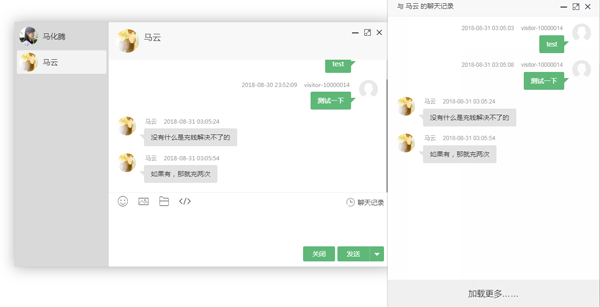 马化腾
马云
马云
test
2018-08-30 23:52:09 visitor-10000014
测试一下
马云 2018-08-31 03:05:24
没有什么是充钱解决不了的
马云 2018-08-31 03:05:54
如果有，那就充两次
聊天记录
关闭
发送
与 马云 的聊天记录
2018-08-31 03:05:03 visitor-10000014
test
2018-08-31 03:05:08 visitor-10000014
测试一下
马云 2018-08-31 03:05:24
没有什么是充钱解决不了的
马云 2018-08-31 03:05:54
如果有，那就充两次
加载更多……